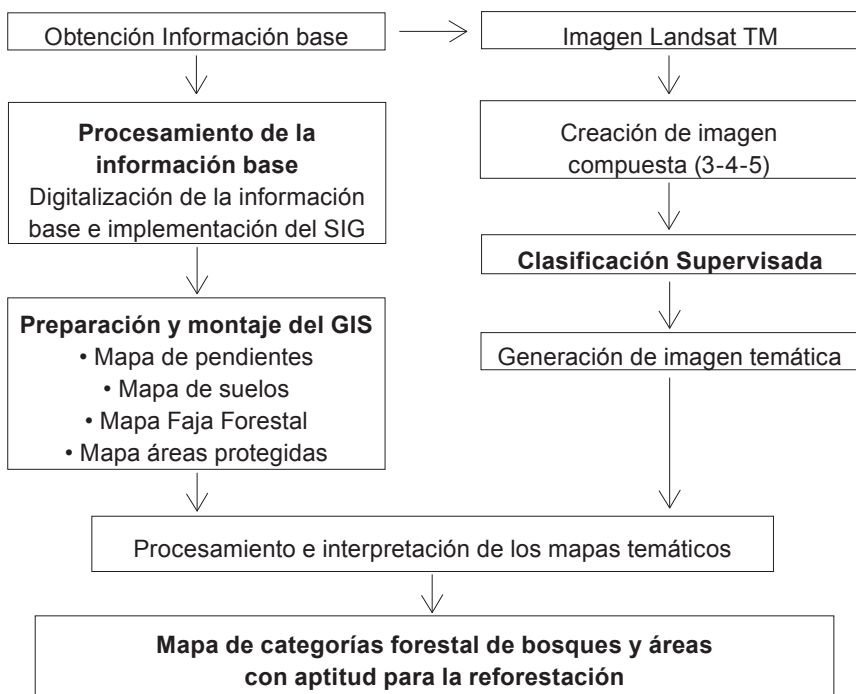 Obtención Información base
Imagen Landsat TM
Procesamiento de la
información base
Digitalización de la información
base e implementación del SIG
Creación de imagen
compuesta (3-4-5)
Clasificación Supervisada
Preparación y montaje del GIS
• Mapa de pendientes
• Mapa de suelos
• Mapa Faja Forestal
• Mapa áreas protegidas
Generación de imagen temática
Procesamiento e interpretación de los mapas temáticos
Mapa de categorías forestal de bosques y áreas
con aptitud para la reforestación